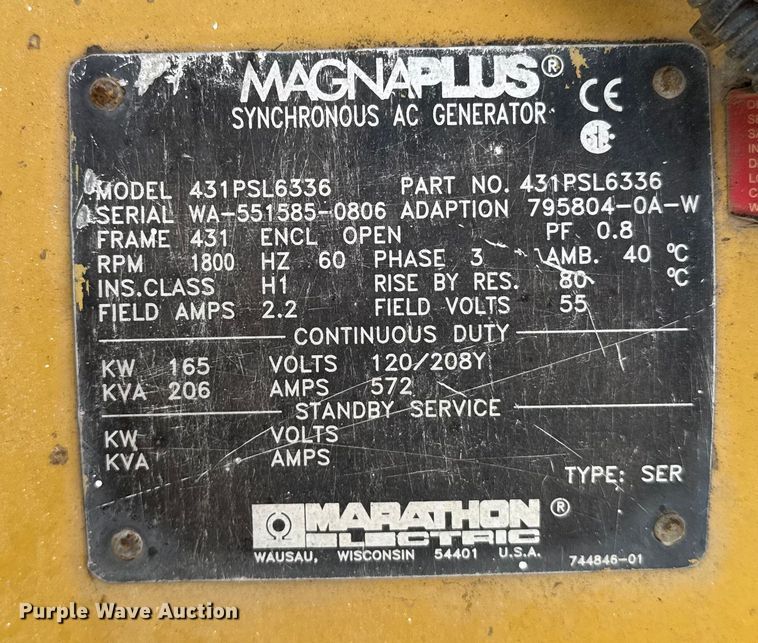 MAGNAPLUS®
SYNCHRONOUS AC GENERATOR
CE
MODEL 431PSL6336 PART NO. 431PSL6336
SERIAL WA-551585-0806 ADAPTION 795804-0A-W
FRAME 431 ENCL OPEN PF 0.8
RPM 1800 HZ 60 PHASE 3 AMB. 40 °C
INS.CLASS H1 RISE BY RES. 80 °C
FIELD AMPS 2.2 FIELD VOLTS 55
CONTINUOUS DUTY
KW 165 VOLTS 120/208Y
KVA 206 AMPS 572
STANDBY SERVICE
KW VOLTS
KVA AMPS
TYPE: SER
MARATHON®
ELECTRIC
WAUSAU, WISCONSIN 54401 U.S.A. 744846-01
Purple Wave Auction